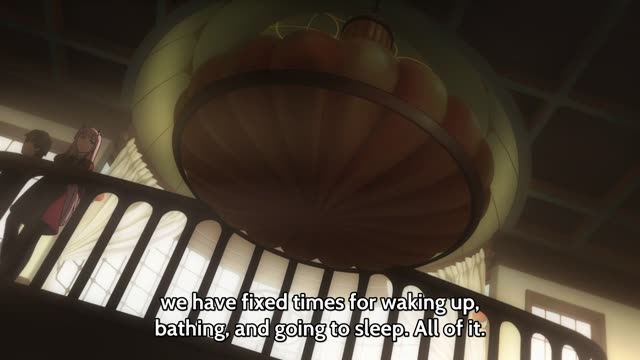 we have fixed times for waking up,
bathing, and going to sleep. All of it.